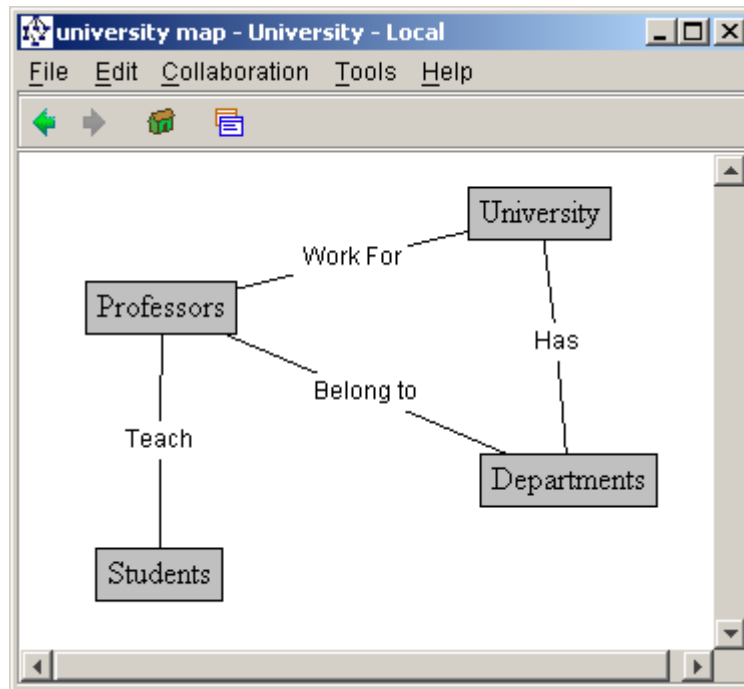 university map - University - Local
File Edit Collaboration Tools Help
University
Work For
Professors
Has
Belong to
Teach
Departments
Students